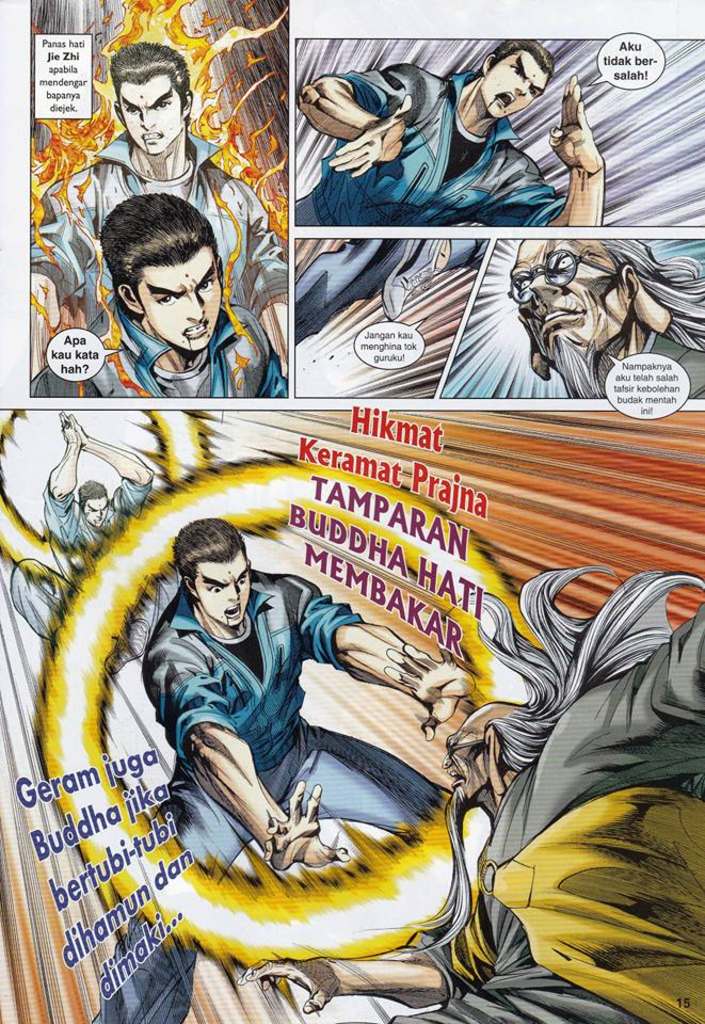 Panas hati
Jie Zhi
apabila
mendengar
bapanya
diejek.
Apa
kau kata
hah?
Aku
tidak ber-
salah!
Jangan kau
menghina tok
guruku!
Nampaknya
aku telah salah
tafsir kebolehan
budak mentah
ini!
Hikmat
Keramat Prajna
TAMPARAN
BUDDHA HATI
MEMBAKAR
Geram juga
Buddha jika
bertubi-tubi
dihamun dan
dimaki...
15